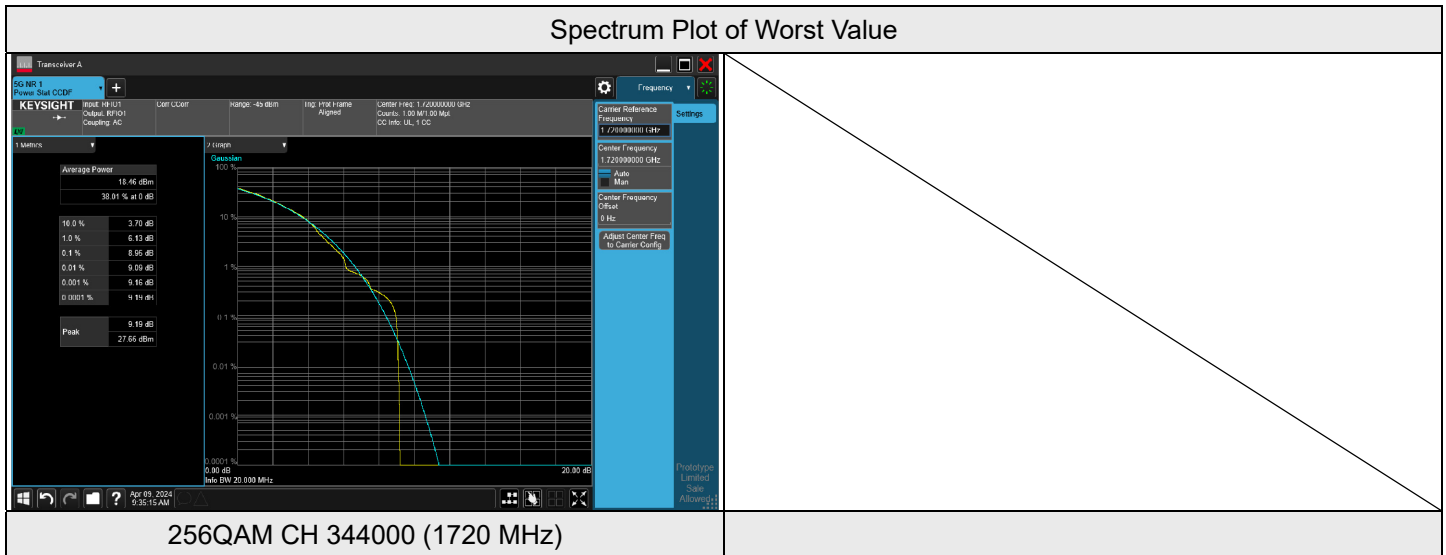 Spectrum Plot of Worst Value
Transceiver A
5G NR 1
Power Stat CCDF
+
Frequency
KEYSIGHT
Input: RFIO1
Output: RFIO1
Coupling: AC
Corr CCorr
Range: -45 dBm
Trig: Prot Frame
Aligned
Center Freq: 1.720000000 GHz
Counts: 1.00 M/1.00 Mpt
CC Info: UL, 1 CC
1 Metrics
Average Power
18.46 dBm
38.01 % at 0 dB
10.0 % 3.70 dB
1.0 % 6.13 dB
0.1 % 8.95 dB
0.01 % 9.09 dB
0.001 % 9.16 dB
0.0001 % 9.19 dB
Peak
9.19 dB
27.66 dBm
2 Graph
Gaussian
100 %
10 %
1 %
0.1 %
0.01 %
0.001 %
0.0001 %
0.00 dB
20.00 dB
Info BW 20.000 MHz
Carrier Reference
Frequency
1.720000000 GHz
Center Frequency
1.720000000 GHz
Auto
Man
Center Frequency
Offset
0 Hz
Adjust Center Freq
to Carrier Config
Settings
Prototype
Limited
Sale
Allowed
?
Apr 09, 2024
9:35:15 AM
256QAM CH 344000 (1720 MHz)